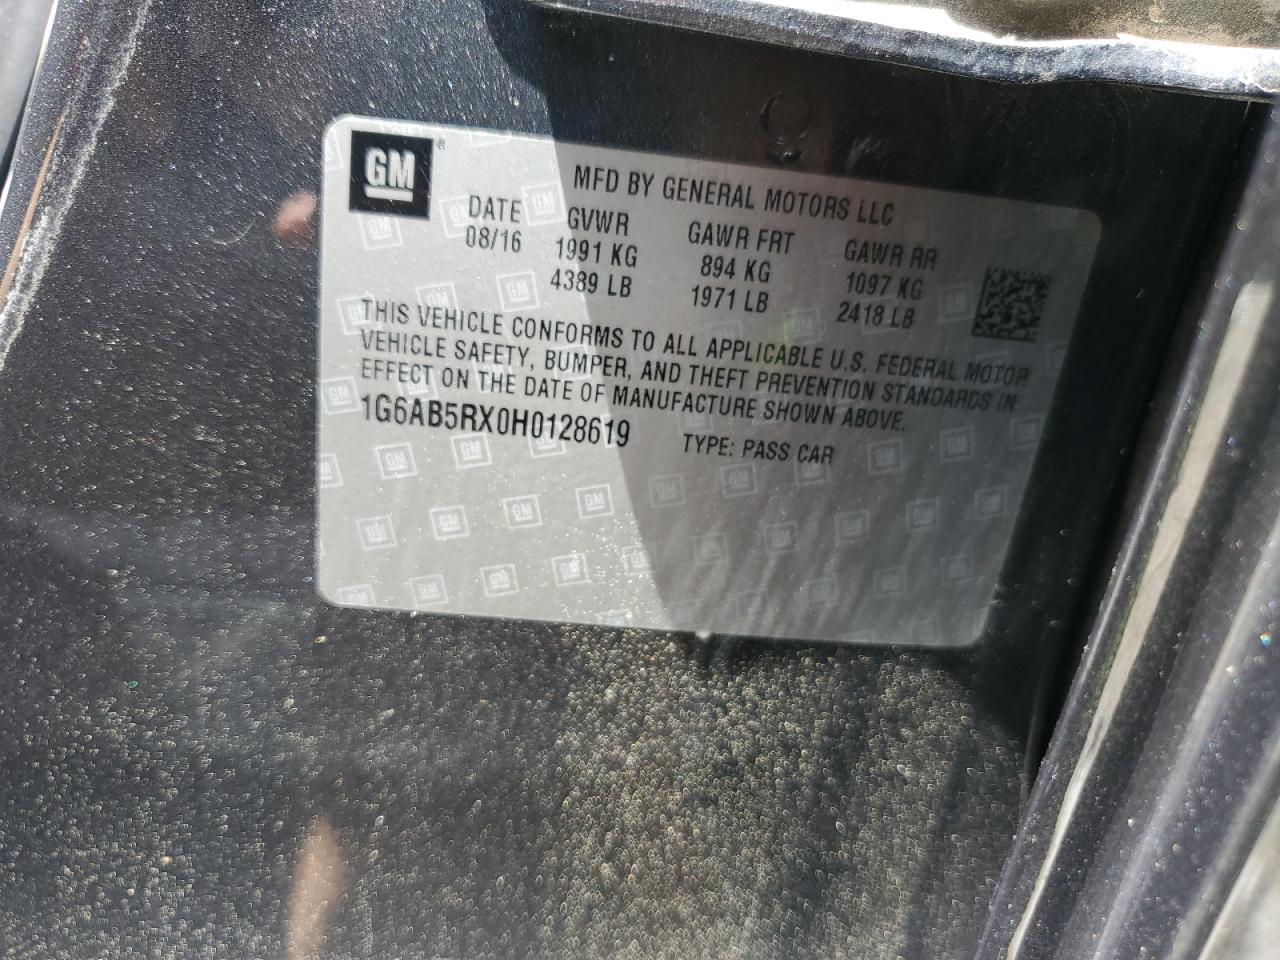 GM ®
MFD BY GENERAL MOTORS LLC
DATE GVWR GAWR FRT GAWR RR
08/16 1991 KG 894 KG 1097 KG
4389 LB 1971 LB 2418 LB
THIS VEHICLE CONFORMS TO ALL APPLICABLE U.S. FEDERAL MOTOR
VEHICLE SAFETY, BUMPER, AND THEFT PREVENTION STANDARDS IN
EFFECT ON THE DATE OF MANUFACTURE SHOWN ABOVE.
1G6AB5RX0H0128619 TYPE: PASS CAR